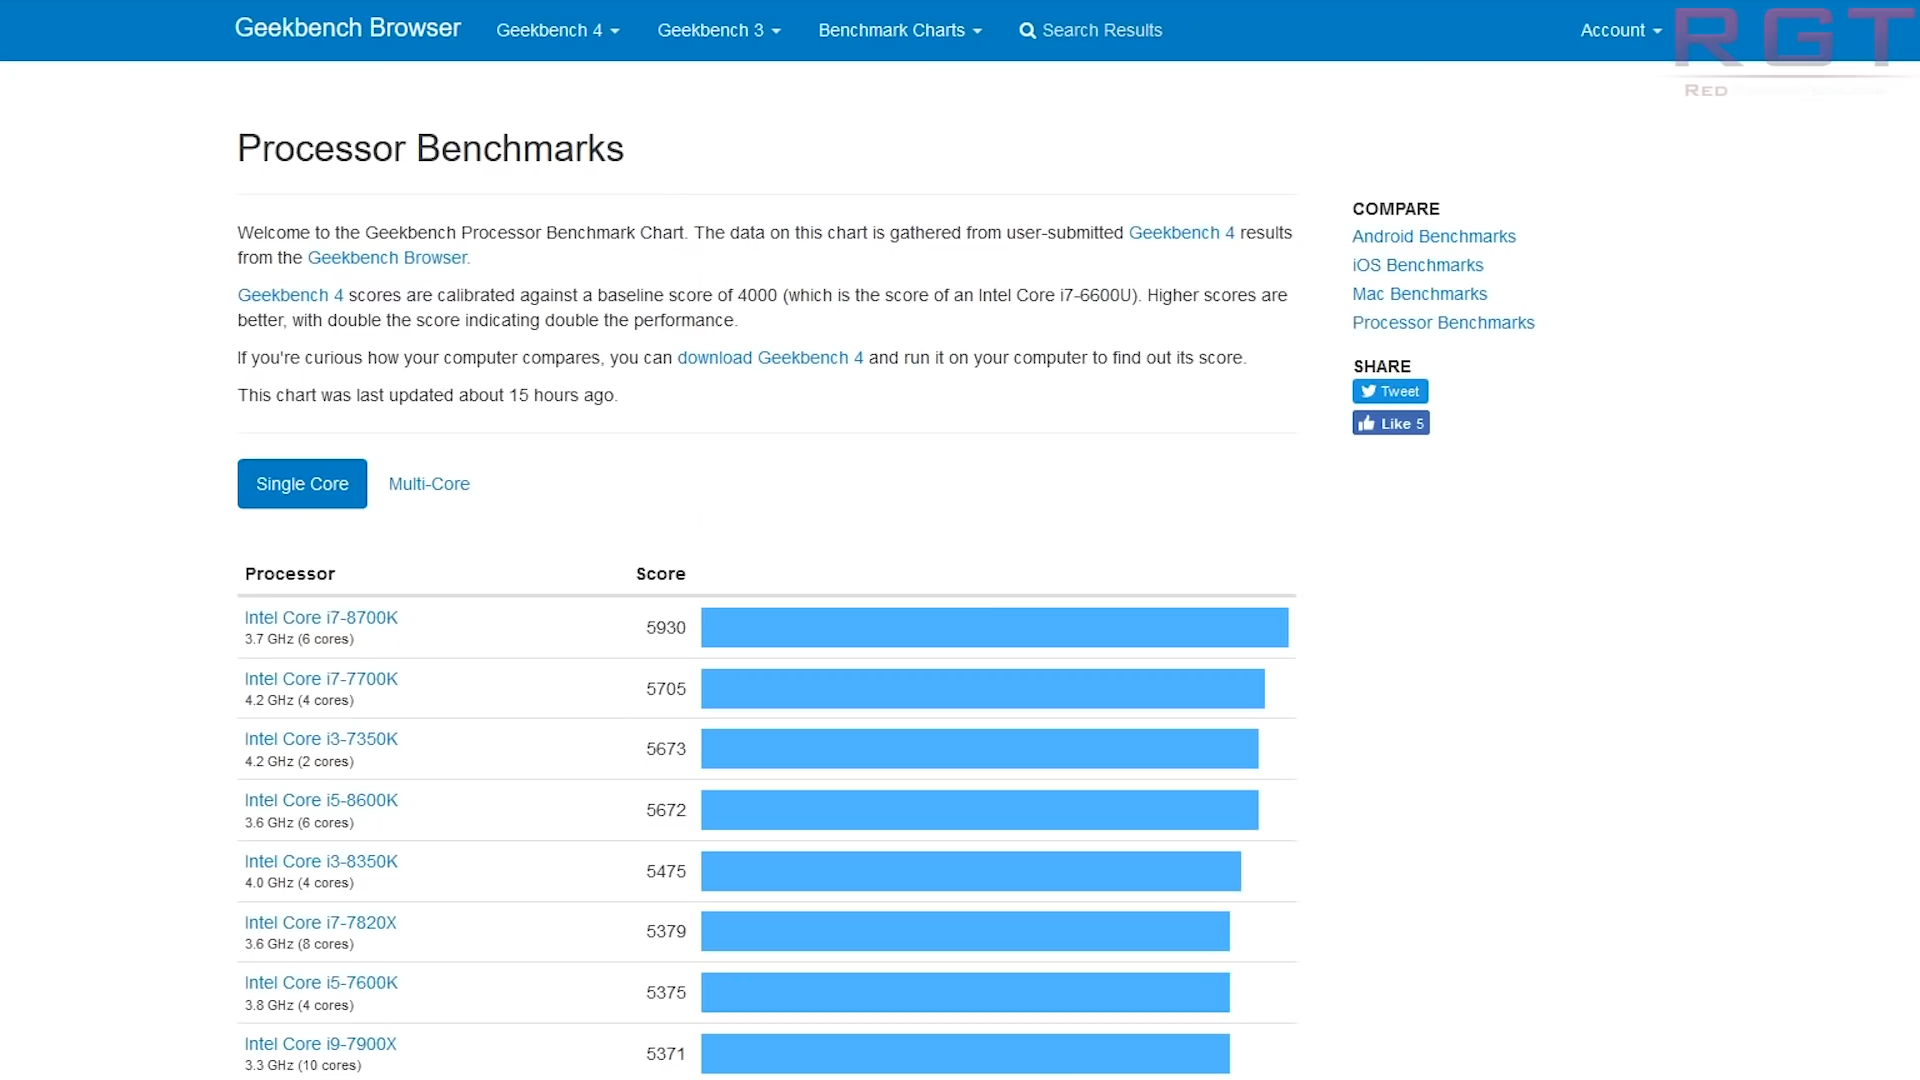 Geekbench Browser Geekbench 4 Geekbench 3 Benchmark Charts Search Results Account
RGT
RED
Processor Benchmarks
Welcome to the Geekbench Processor Benchmark Chart. The data on this chart is gathered from user-submitted Geekbench 4 results
from the Geekbench Browser.
Geekbench 4 scores are calibrated against a baseline score of 4000 (which is the score of an Intel Core i7-6600U). Higher scores are
better, with double the score indicating double the performance.
If you're curious how your computer compares, you can download Geekbench 4 and run it on your computer to find out its score.
This chart was last updated about 15 hours ago.
COMPARE
Android Benchmarks
iOS Benchmarks
Mac Benchmarks
Processor Benchmarks
SHARE
Tweet
Like 5
Single Core Multi-Core
Processor Score
Intel Core i7-8700K
3.7 GHz (6 cores)
5930
Intel Core i7-7700K
4.2 GHz (4 cores)
5705
Intel Core i3-7350K
4.2 GHz (2 cores)
5673
Intel Core i5-8600K
3.6 GHz (6 cores)
5672
Intel Core i3-8350K
4.0 GHz (4 cores)
5475
Intel Core i7-7820X
3.6 GHz (8 cores)
5379
Intel Core i5-7600K
3.8 GHz (4 cores)
5375
Intel Core i9-7900X
3.3 GHz (10 cores)
5371